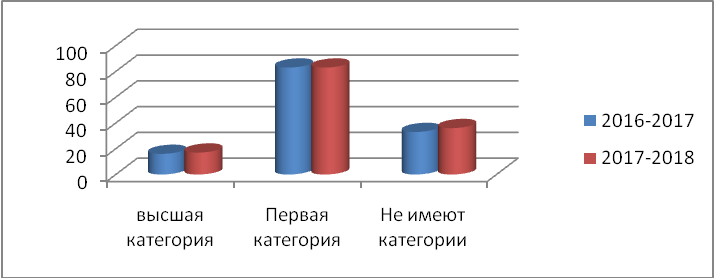 100
80
60
40
20
0
высшая
категория
Первая
категория
Не имеют
категории
2016-2017
2017-2018